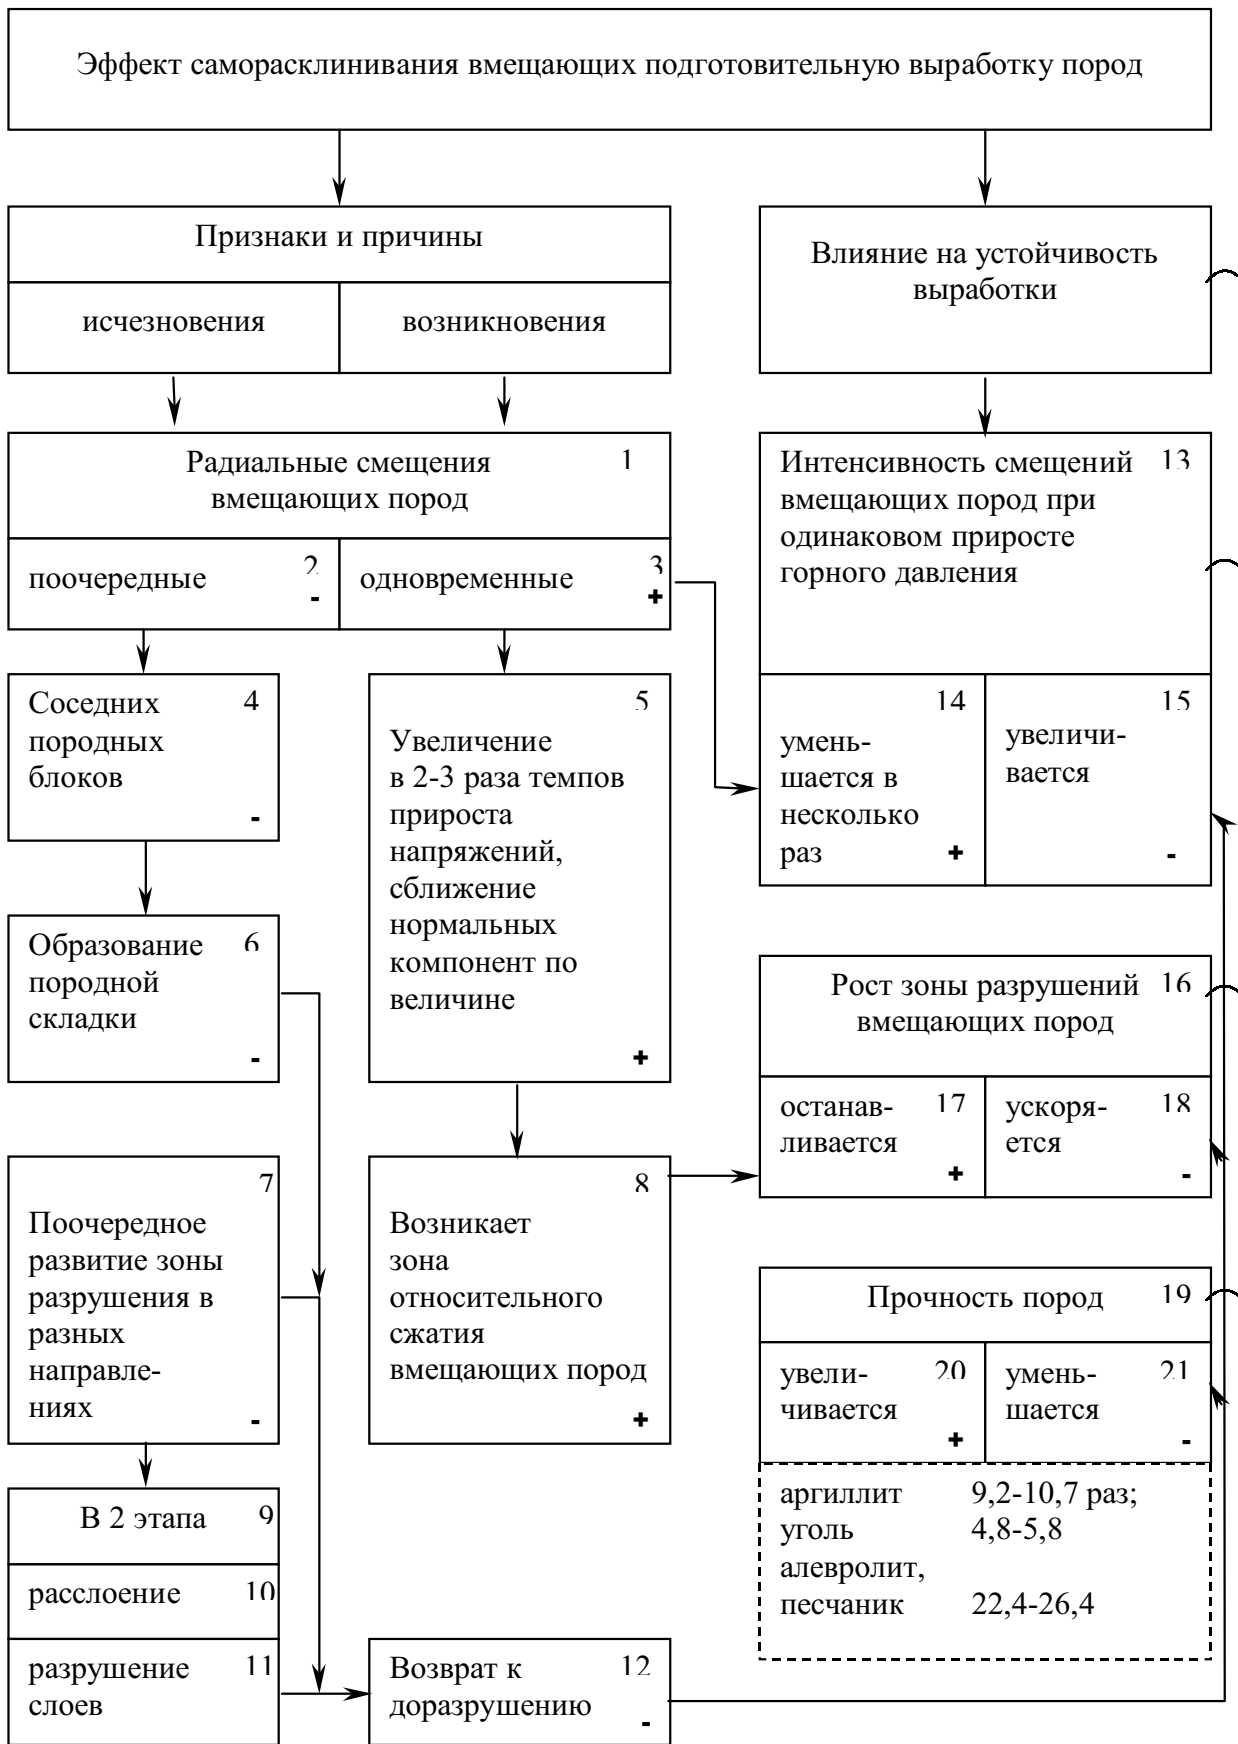 Эффект саморасклинивания вмещающих подготовительную выработку пород
Признаки и причины
исчезновения
возникновения
Влияние на устойчивость
выработки
Радиальные смещения 1
вмещающих пород
поочередные 2
-
одновременные 3
+
Интенсивность смещений 13
вмещающих пород при
одинаковом приросте
горного давления
Соседних 4
породных
блоков
-
5
Увеличение
в 2-3 раза темпов
прироста
напряжений,
сближение
нормальных
компонент по
величине
+
14
умень-
шается в
несколько
раз +
15
увеличи-
вается
-
Образование 6
породной
складки
-
Рост зоны разрушений 16
вмещающих пород
останав- 17
ливается
+
ускоря- 18
ется
-
7
Поочередное
развитие зоны
разрушения в
разных
направле-
ниях
-
8
Возникает
зона
относительного
сжатия
вмещающих пород
+
Прочность пород 19
увели- 20
чивается
+
умень- 21
шается
-
аргиллит 9,2-10,7 раз;
уголь 4,8-5,8
алевролит,
песчаник 22,4-26,4
В 2 этапа 9
расслоение 10
разрушение 11
слоев
Возврат к 12
доразрушению
-